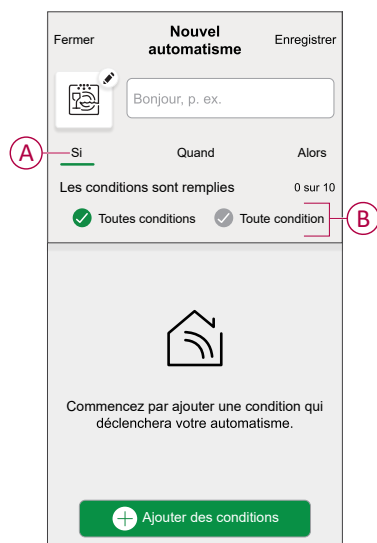 Fermer
Nouvel
automatisme
Enregistrer
Bonjour, p. ex.
A
Si
Quand
Alors
Les conditions sont remplies
0 sur 10
Toutes conditions
Toute condition
B
Commencez par ajouter une condition qui
déclenchera votre automatisme.
Ajouter des conditions